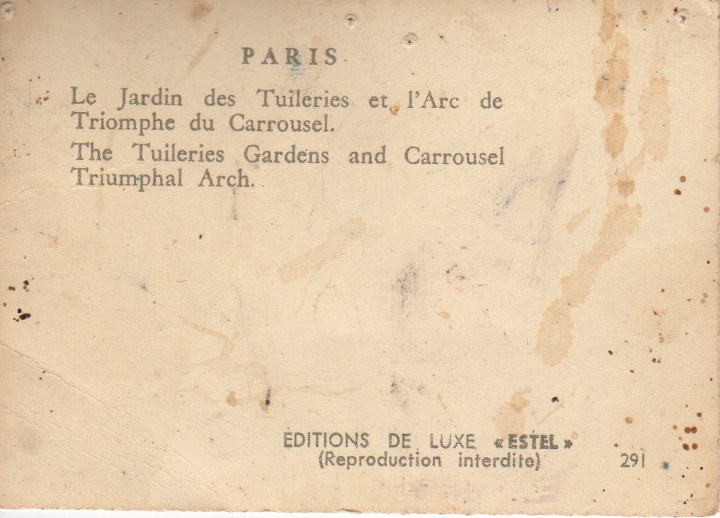 PARIS
Le Jardin des Tuileries et l'Arc de
Triomphe du Carrousel.
The Tuileries Gardens and Carrousel
Triumphal Arch.
EDITIONS DE LUXE «ESTEL»
(Reproduction interdite) 291